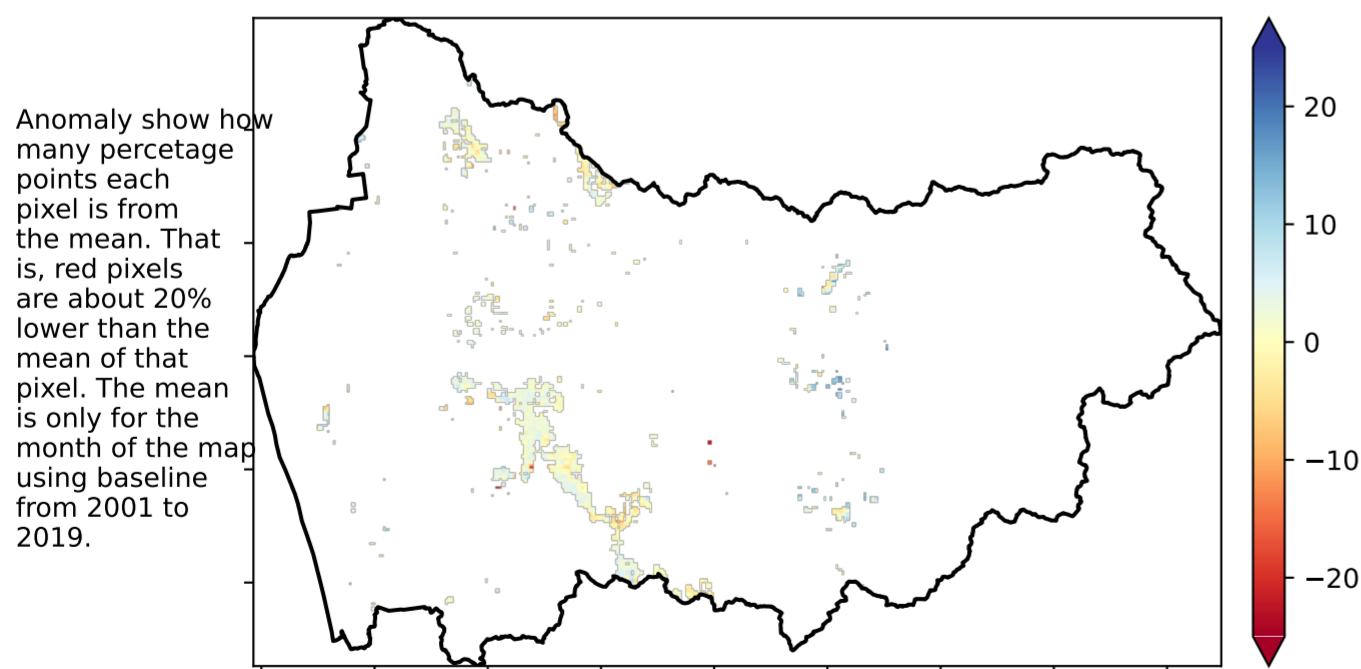 Anomaly show how
many percetage
points each
pixel is from
the mean. That
is, red pixels
are about 20%
lower than the
mean of that
pixel. The mean
is only for the
month of the map
using baseline
from 2001 to
2019.
20
10
0
−10
−20